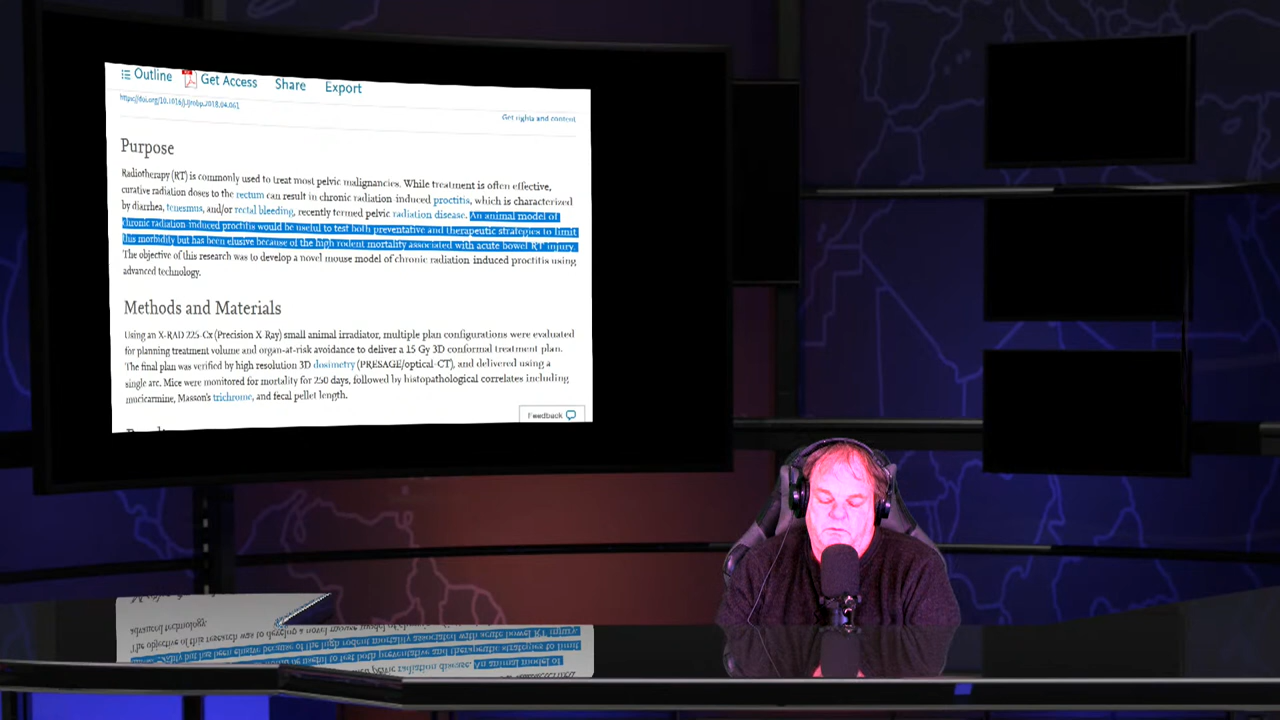 Outline Get Access Share Export
https://doi.org/10.1016/j.ijrobp.2018.04.061
Get rights and content
Purpose
Radiotherapy (RT) is commonly used to treat most pelvic malignancies. While treatment is often effective,
curative radiation doses to the rectum can result in chronic radiation induced proctitis, which is characterized
by diarrhea, tenesmus, and/or rectal bleeding, recently termed pelvic radiation disease. An animal model of
chronic radiation induced proctitis would be useful to test both preventative and therapeutic strategies to limit
this morbidity but has been elusive because of the high rodent mortality associated with acute bowel RT injury.
The objective of this research was to develop a novel mouse model of chronic radiation induced proctitis using
advanced technology.
Methods and Materials
Using an X-RAD 225-Cx (Precision X-Ray) small animal irradiator, multiple plan configurations were evaluated
for planning treatment volume and organ-at-risk avoidance to deliver a 15 Gy 3D conformal treatment plan.
The final plan was verified by high resolution 3D dosimetry (PRESAGE/optical-CT), and delivered using a
single arc. Mice were monitored for mortality for 250 days, followed by histopathological correlates including
mucicarmine, Masson's trichrome, and fecal pellet length.
Feedback